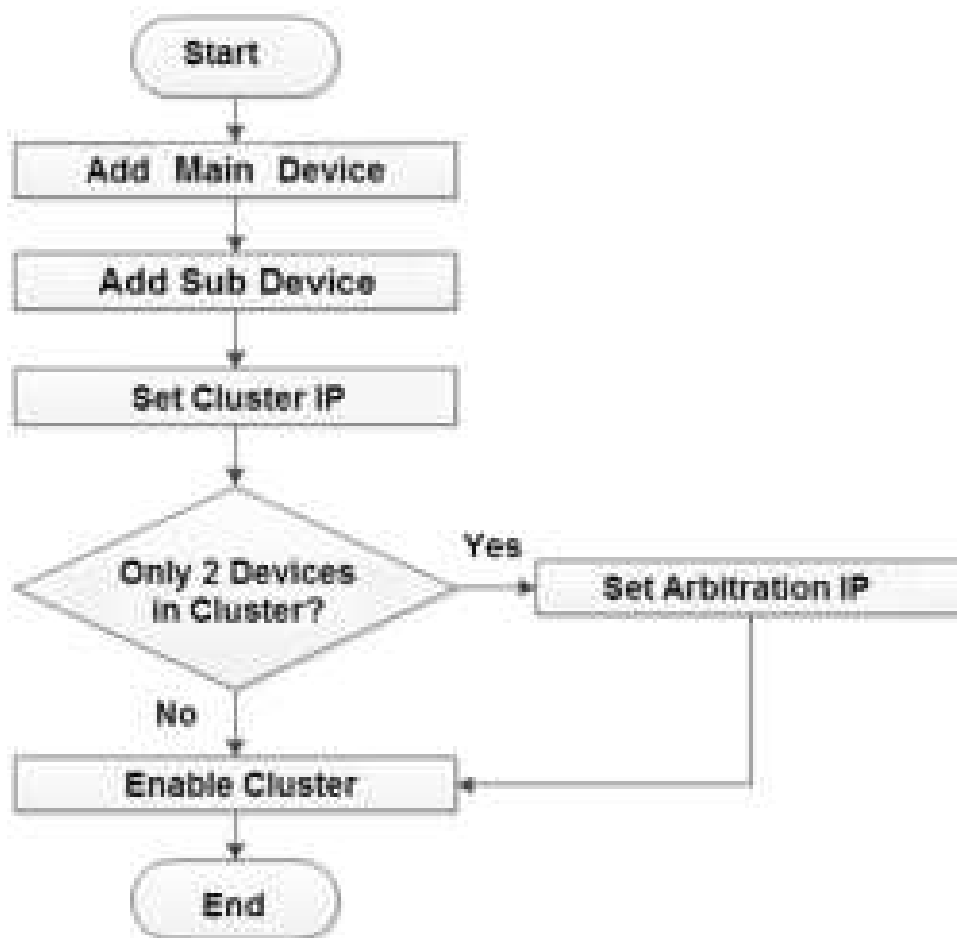 Start
Add Main Device
Add Sub Device
Set Cluster IP
Only 2 Devices
in Cluster?
Yes
Set Arbitration IP
No
Enable Cluster
End